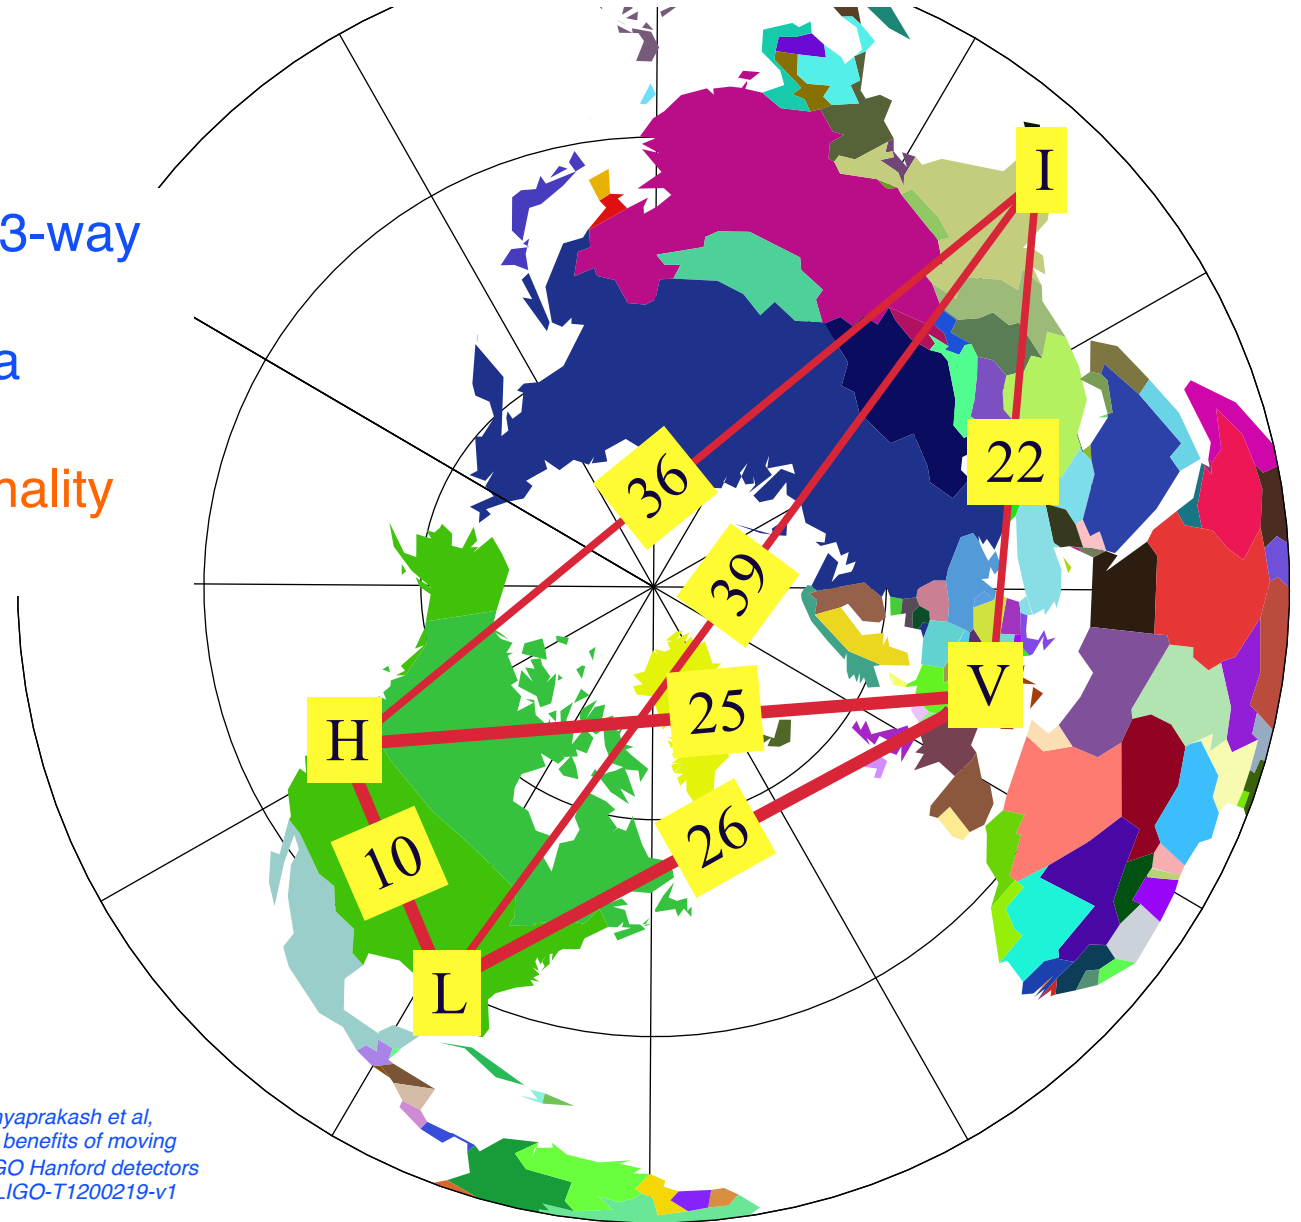 3-way
a
nality
I
22
36
39
V
25
H
26
10
L
nyaprakash et al,
benefits of moving
GO Hanford detectors
LIGO-T1200219-v1